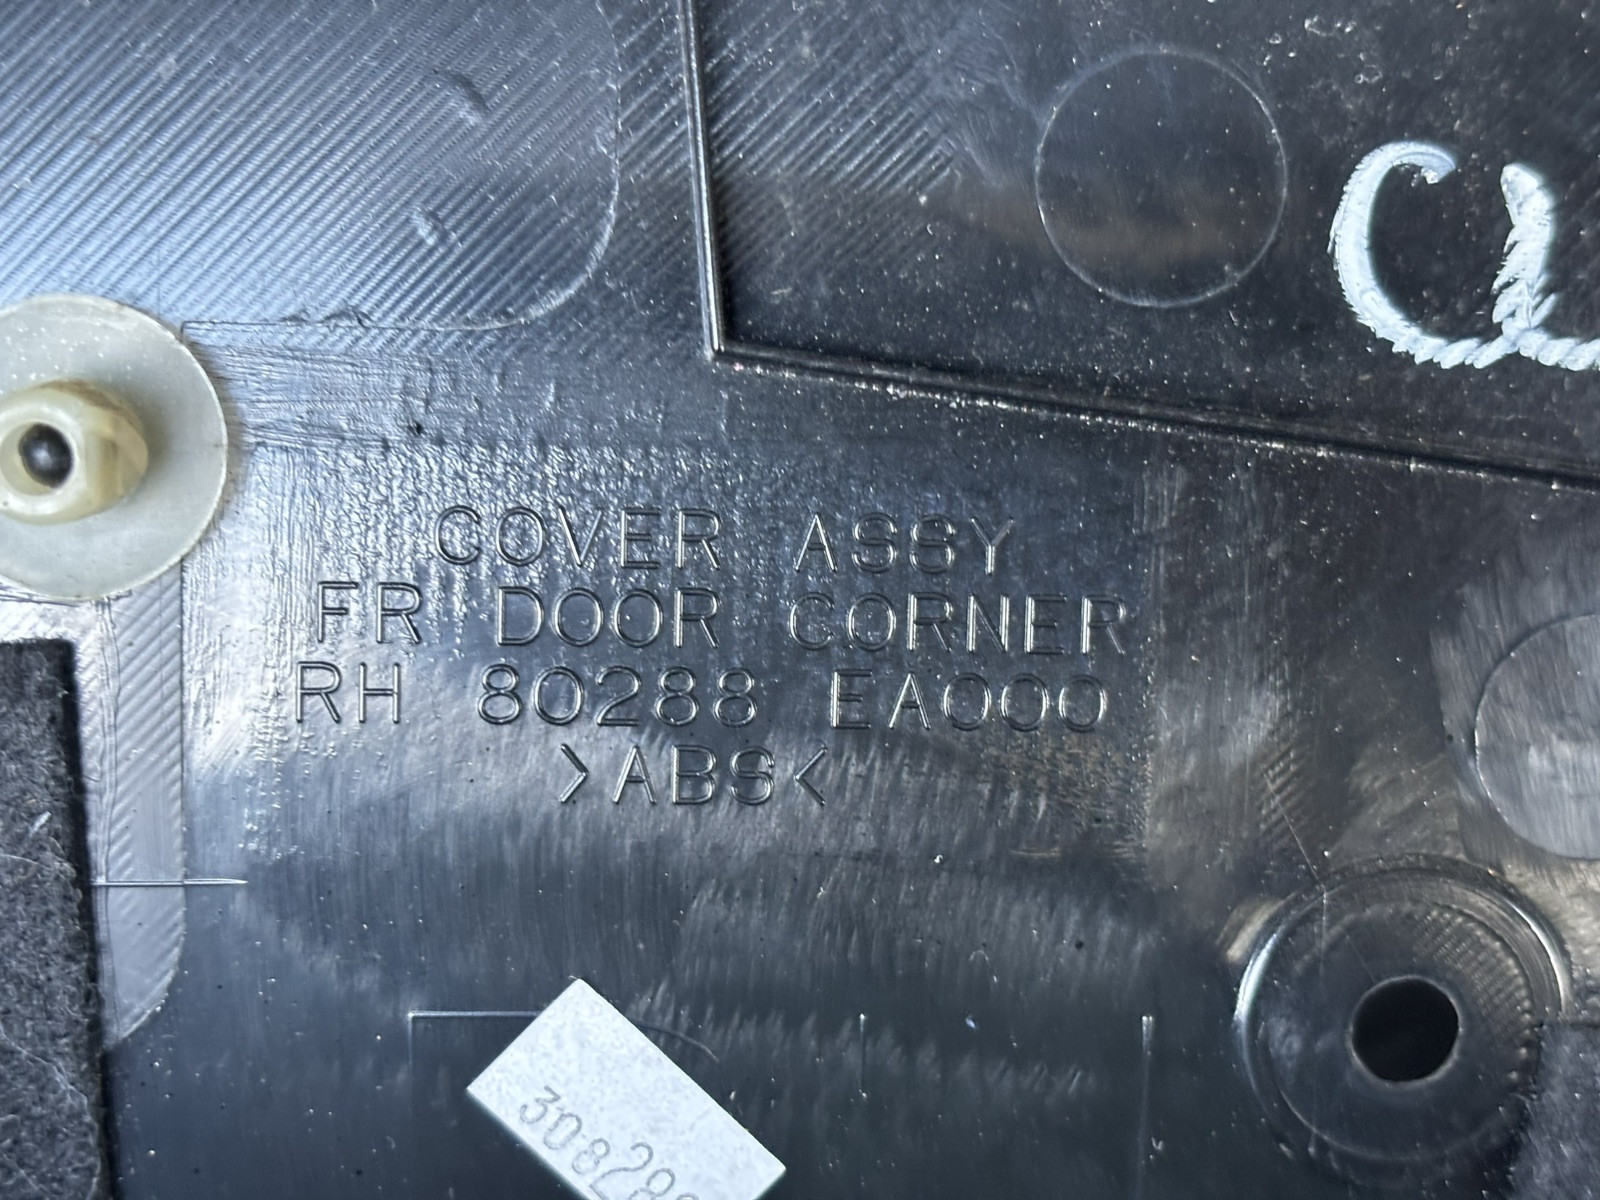 COVER ASSY
FR DOOR CORNER
RH 80288 EA000
>ABS<